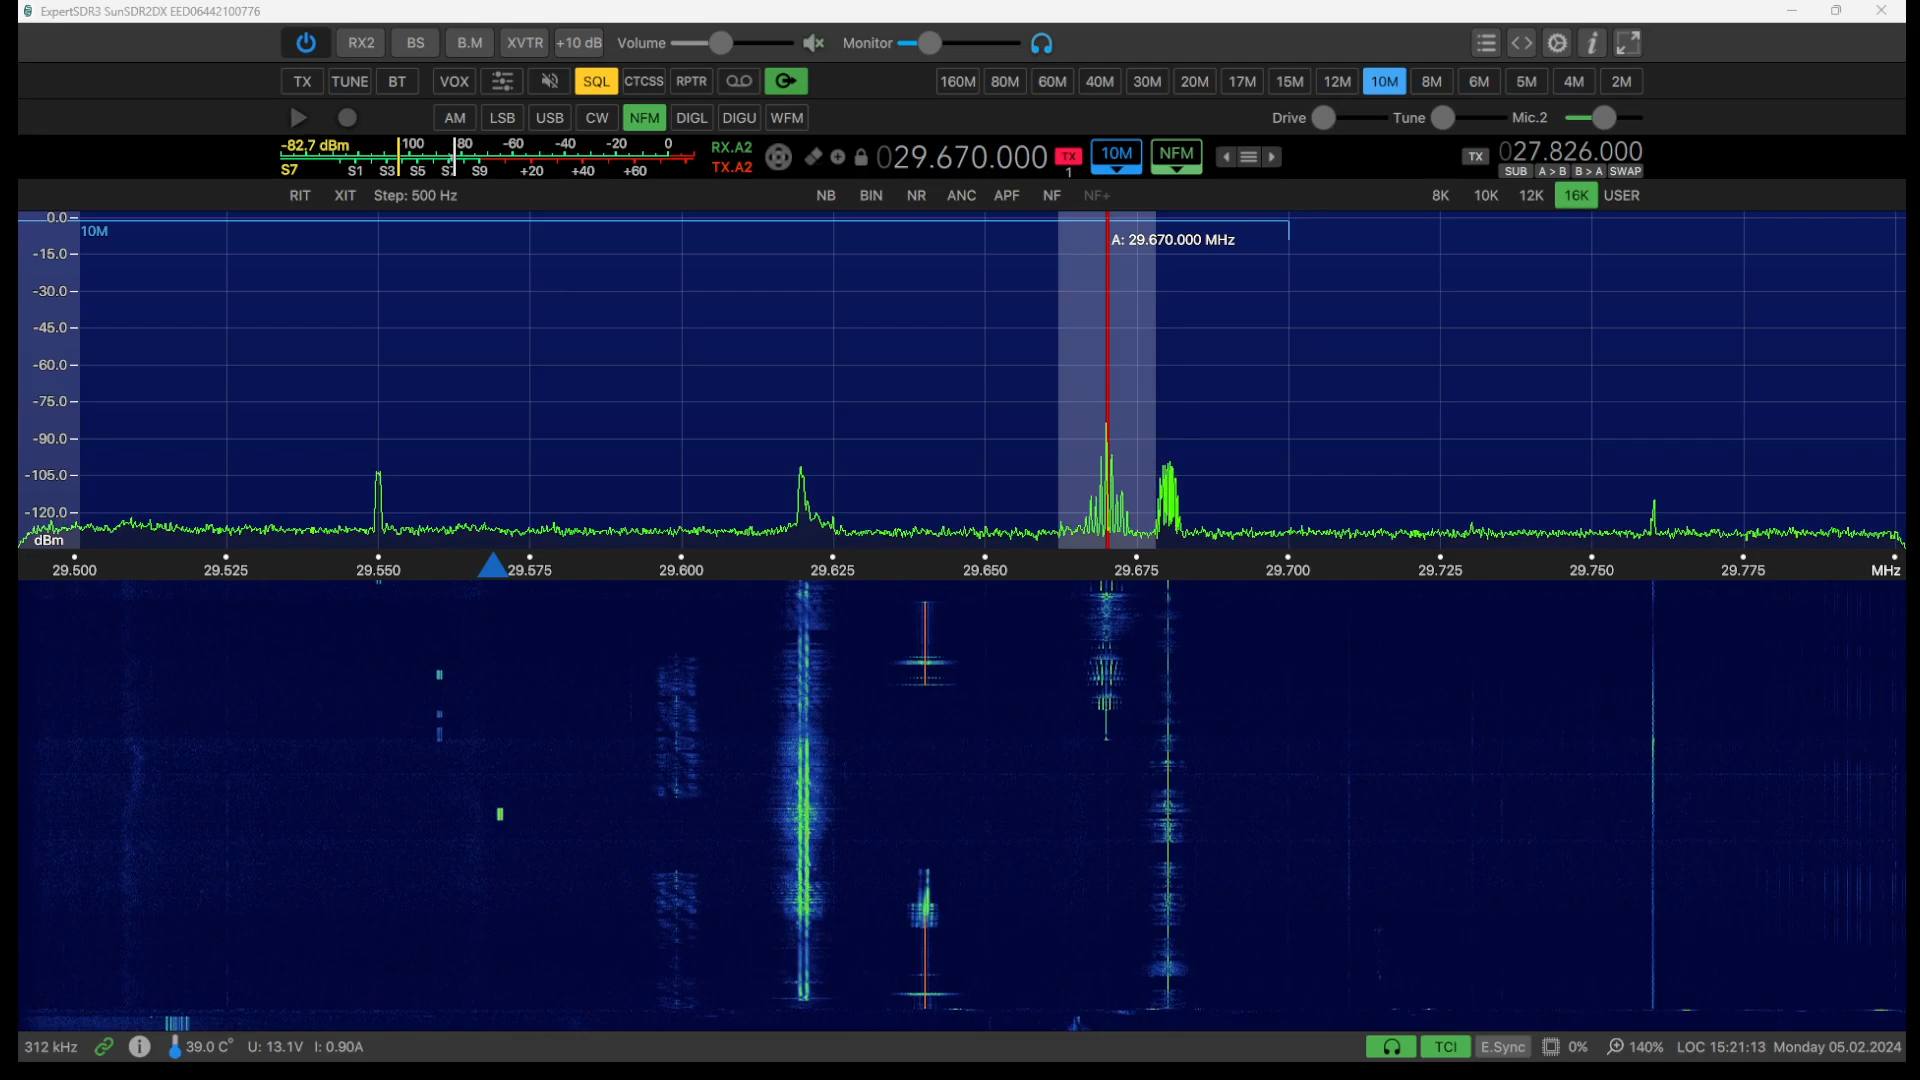 ExpertSDR3 SunSDR2DX EED06442100776
RX2 BS B.M XVTR +10 dB Volume Monitor
TX TUNE BT VOX SQL CTCSS RPTR 160M 80M 60M 40M 30M 20M 17M 15M 12M 10M 8M 6M 5M 4M 2M
AM LSB USB CW NFM DIGL DIGU WFM Drive Tune Mic.2
-82.7 dBm 100 80 -60 -40 -20 0 RX.A2 029.670.000 TX 10M NFM TX 027.826.000
S7 S1 S3 S5 S7 S9 +20 +40 +60 TX.A2 1 SUB A > B B > A SWAP
RIT XIT Step: 500 Hz NB BIN NR ANC APF NF NF+ 8K 10K 12K 16K USER
0.0
10M
A: 29.670.000 MHz
-15.0
-30.0
-45.0
-60.0
-75.0
-90.0
-105.0
-120.0
dBm
29.500 29.525 29.550 29.575 29.600 29.625 29.650 29.675 29.700 29.725 29.750 29.775 MHz
312 kHz 39.0 C° U: 13.1V I: 0.90A TCI E.Sync 0% 140% LOC 15:21:13 Monday 05.02.2024